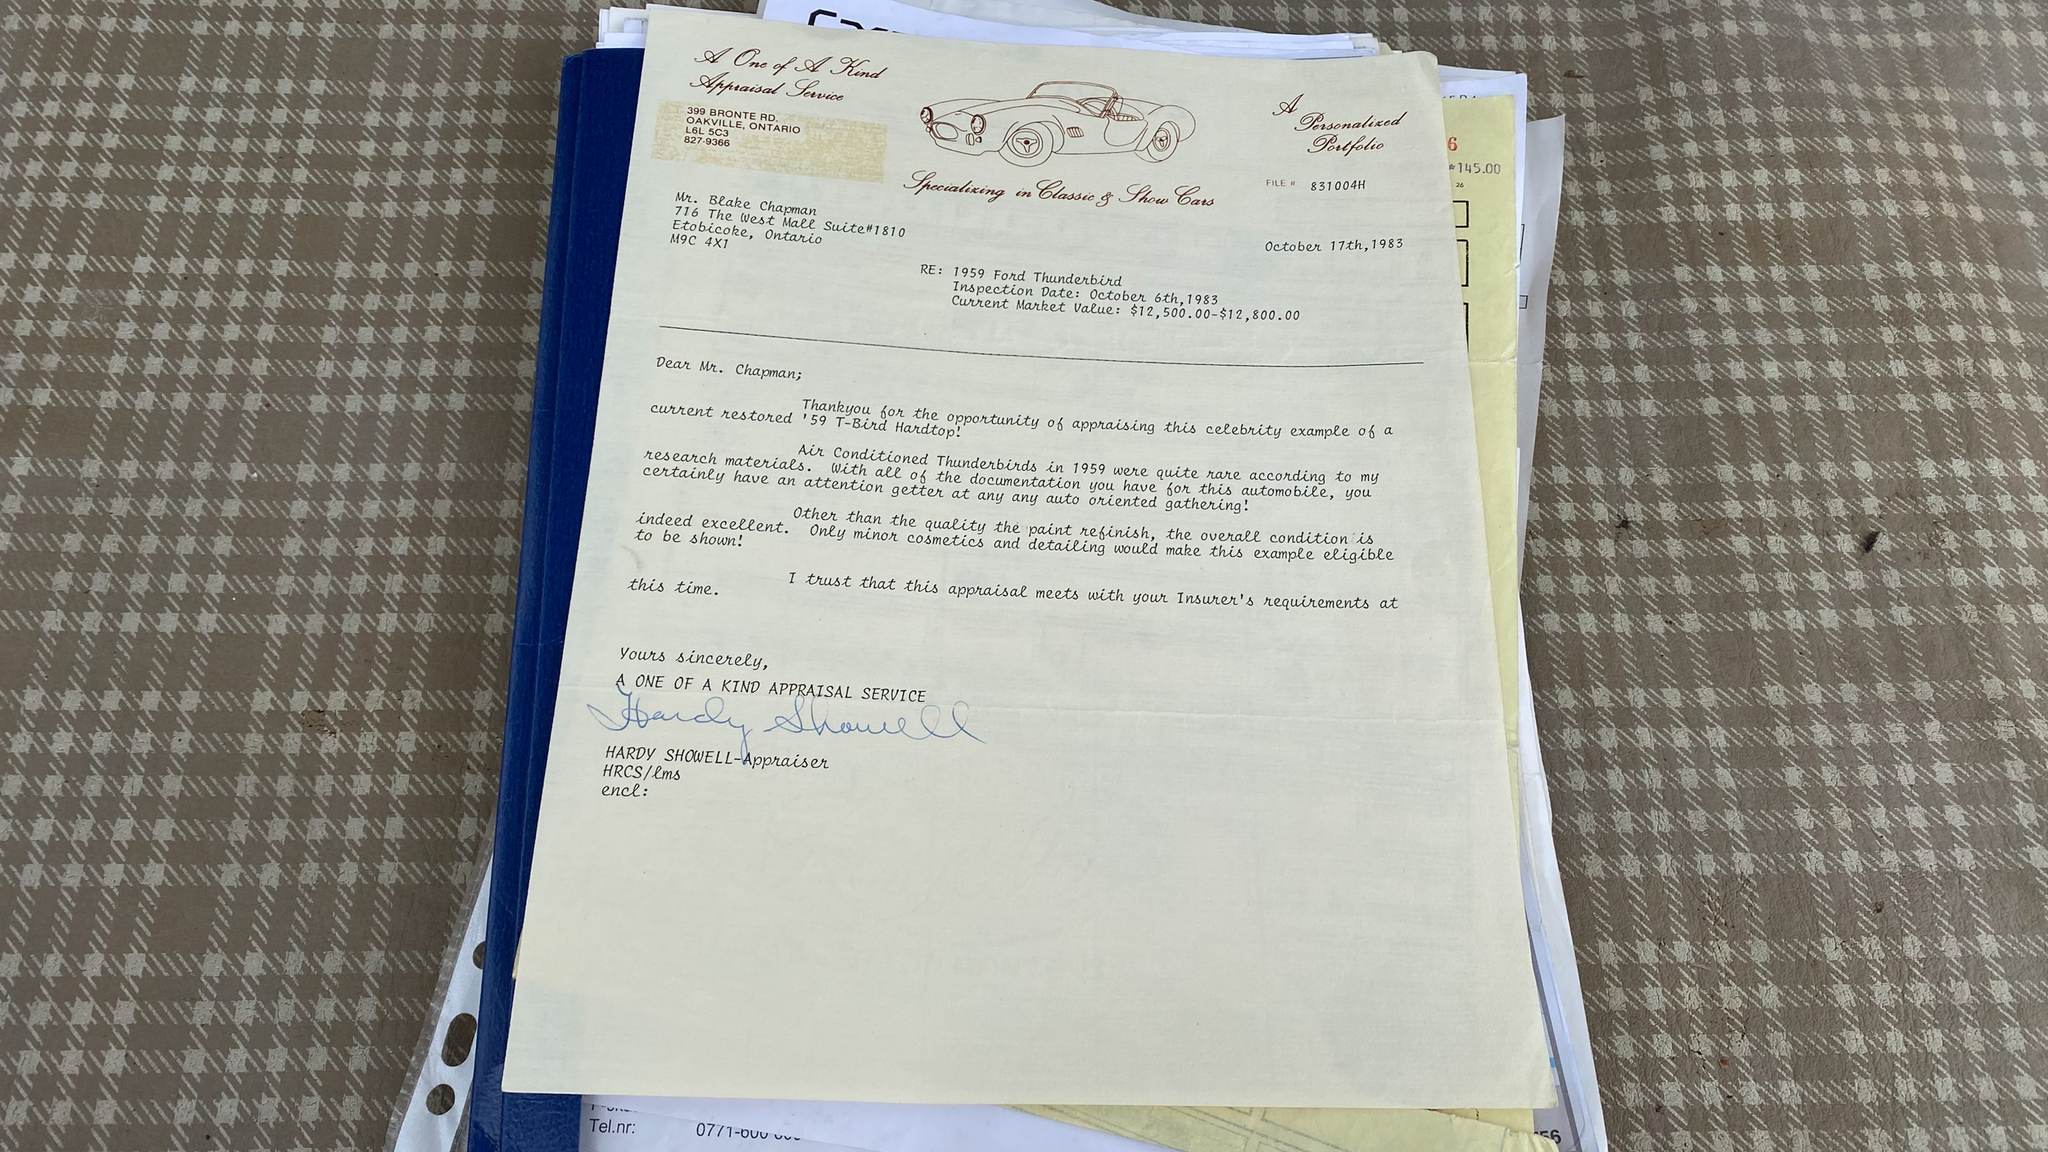 A One of A Kind
Appraisal Service
399 BRONTE RD.
OAKVILLE, ONTARIO
L6L 5C3
827-9366
A
Personalized
Portfolio
Specializing in Classic & Show Cars
FILE # 831004H
Mr. Blake Chapman
716 The West Mall Suite#1810
Etobicoke, Ontario
M9C 4X1
October 17th,1983
RE: 1959 Ford Thunderbird
Inspection Date: October 6th,1983
Current Market Value: $12,500.00-$12,800.00
Dear Mr. Chapman;
Thankyou for the opportunity of appraising this celebrity example of a
current restored '59 T-Bird Hardtop!
Air Conditioned Thunderbirds in 1959 were quite rare according to my
research materials. With all of the documentation you have for this automobile, you
certainly have an attention getter at any any auto oriented gathering!
Other than the quality the paint refinish, the overall condition is
indeed excellent. Only minor cosmetics and detailing would make this example eligible
to be shown!
I trust that this appraisal meets with your Insurer's requirements at
this time.
Yours sincerely,
A ONE OF A KIND APPRAISAL SERVICE
Hardy Showell
HARDY SHOWELL-Appraiser
HRCS/lms
encl:
6
*145.00
26
Tel.nr: 0771-600
56